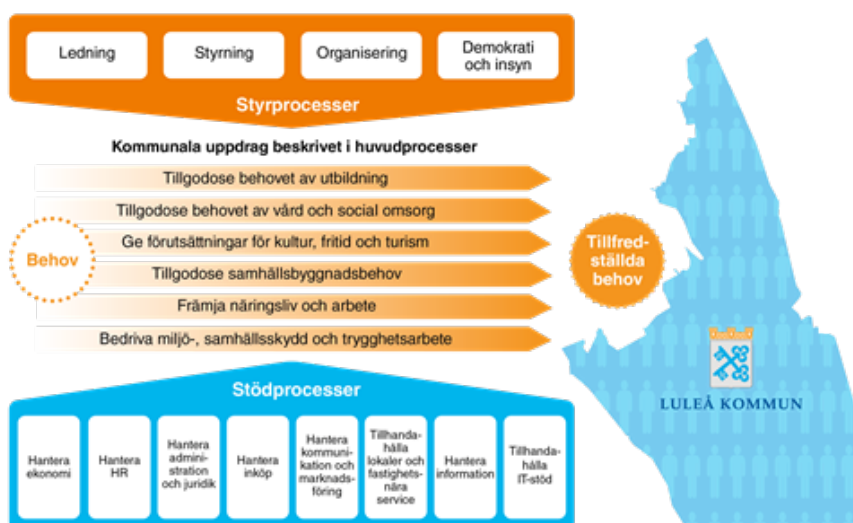 Ledning
Styrning
Organisering
Demokrati
och insyn
Styrprocesser
Kommunala uppdrag beskrivet i huvudprocesser
Tillgodose behovet av utbildning
Tillgodose behovet av vård och social omsorg
Ge förutsättningar för kultur, fritid och turism
Tillgodose samhällsbyggnadsbehov
Främja näringsliv och arbete
Bedriva miljö-, samhällsskydd och trygghetsarbete
Behov
Tillfred-
ställda
behov
LULEÅ KOMMUN
Stödprocesser
Hantera
ekonomi
Hantera
HR
Hantera
admini-
stration
och juridik
Hantera
inköp
Hantera
kommuni-
kation och
marknads-
föring
Tillhanda-
hålla
lokaler och
fastighets-
nära
service
Hantera
information
Tillhanda-
hålla
IT-stöd